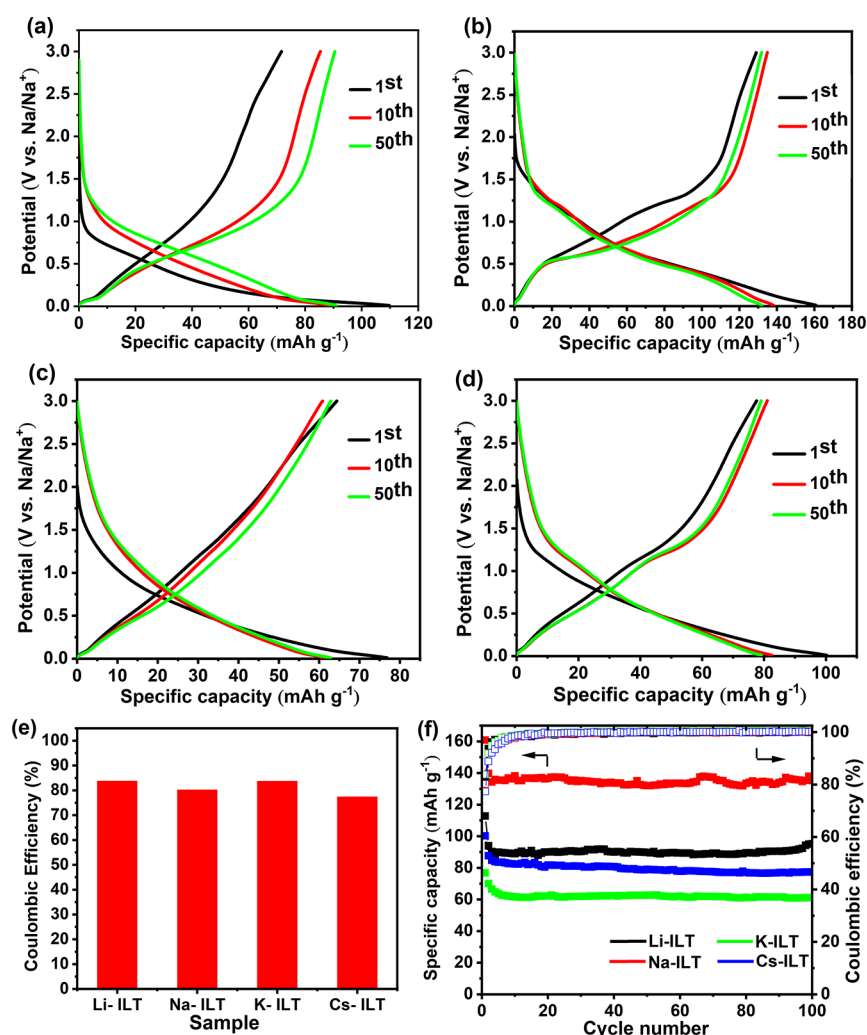 (a)
3.0
2.5
2.0
1.5
1.0
0.5
0.0
Potential (V vs. Na/Na+)
1st
10th
50th
0 20 40 60 80 100 120
Specific capacity (mAh g-1)
(b)
3.0
2.5
2.0
1.5
1.0
0.5
0.0
Potential (V vs. Na/Na+)
1st
10th
50th
0 20 40 60 80 100 120 140 160 180
Specific capacity (mAh g-1)
(c)
3.0
2.5
2.0
1.5
1.0
0.5
0.0
Potential (V vs. Na/Na+)
1st
10th
50th
0 10 20 30 40 50 60 70 80
Specific capacity (mAh g-1)
(d)
3.0
2.5
2.0
1.5
1.0
0.5
0.0
Potential (V vs. Na/Na+)
1st
10th
50th
0 20 40 60 80 100
Specific capacity (mAh g-1)
(e)
100
90
80
70
60
50
40
30
20
10
0
Coulombic Efficiency (%)
Li- ILT Na- ILT K- ILT Cs- ILT
Sample
(f)
160
140
120
100
80
60
40
20
0
Specific capacity (mAh g-1)
100
80
60
40
20
0
Coulombic efficiency (%)
Li-ILT K-ILT
Na-ILT Cs-ILT
0 20 40 60 80 100
Cycle number